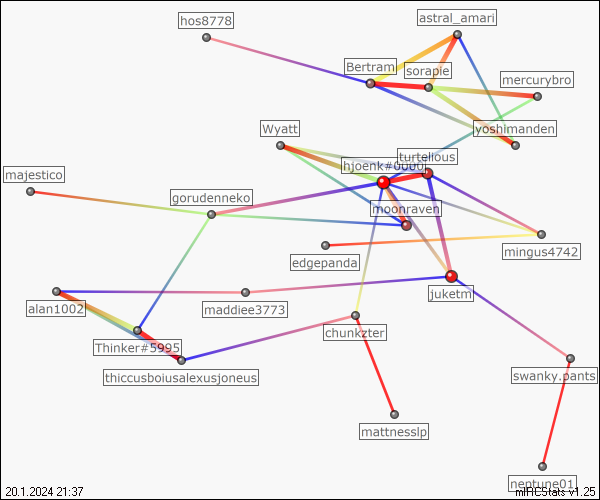 astral_amari
hos8778
Bertram
sorapie
mercurybro
Wyatt
yoshimanden
hjoenk#0000
turtellous
majestico
gorudenneko
moonraven
mingus4742
edgepanda
juketm
alan1002
maddiee3773
chunkzter
Thinker#5995
thiccusboiusalexusjoneus
swanky.pants
mattnesslp
neptune01
20.1.2024 21:37
mIRCStats v1.25